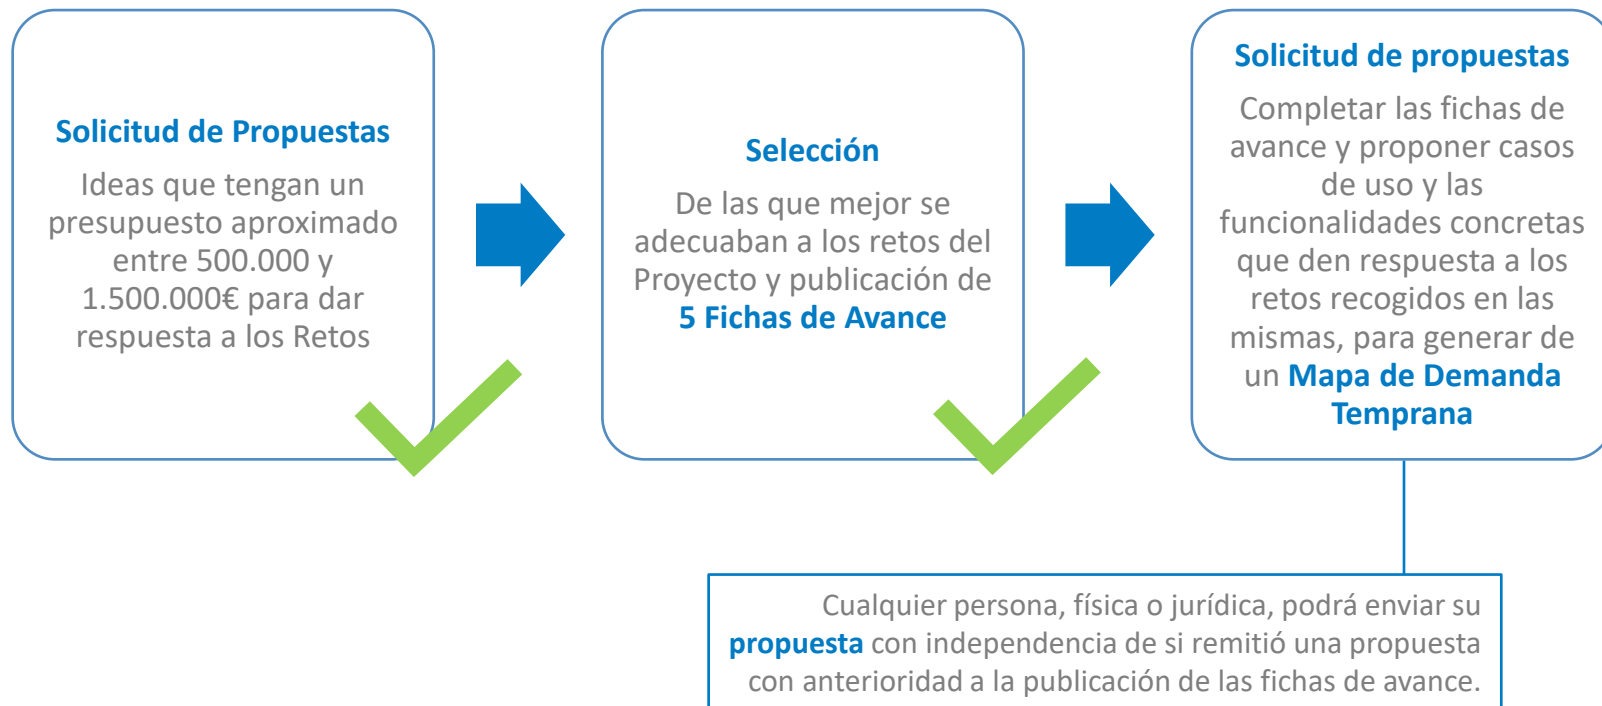 Solicitud de Propuestas
Ideas que tengan un
presupuesto aproximado
entre 500.000 y
1.500.000€ para dar
respuesta a los Retos
Selección
De las que mejor se
adecuaban a los retos del
Proyecto y publicación de
5 Fichas de Avance
Solicitud de propuestas
Completar las fichas de
avance y proponer casos
de uso y las
funcionalidades concretas
que den respuesta a los
retos recogidos en las
mismas, para generar de
un Mapa de Demanda
Temprana
Cualquier persona, física o jurídica, podrá enviar su
propuesta con independencia de si remitió una propuesta
con anterioridad a la publicación de las fichas de avance.